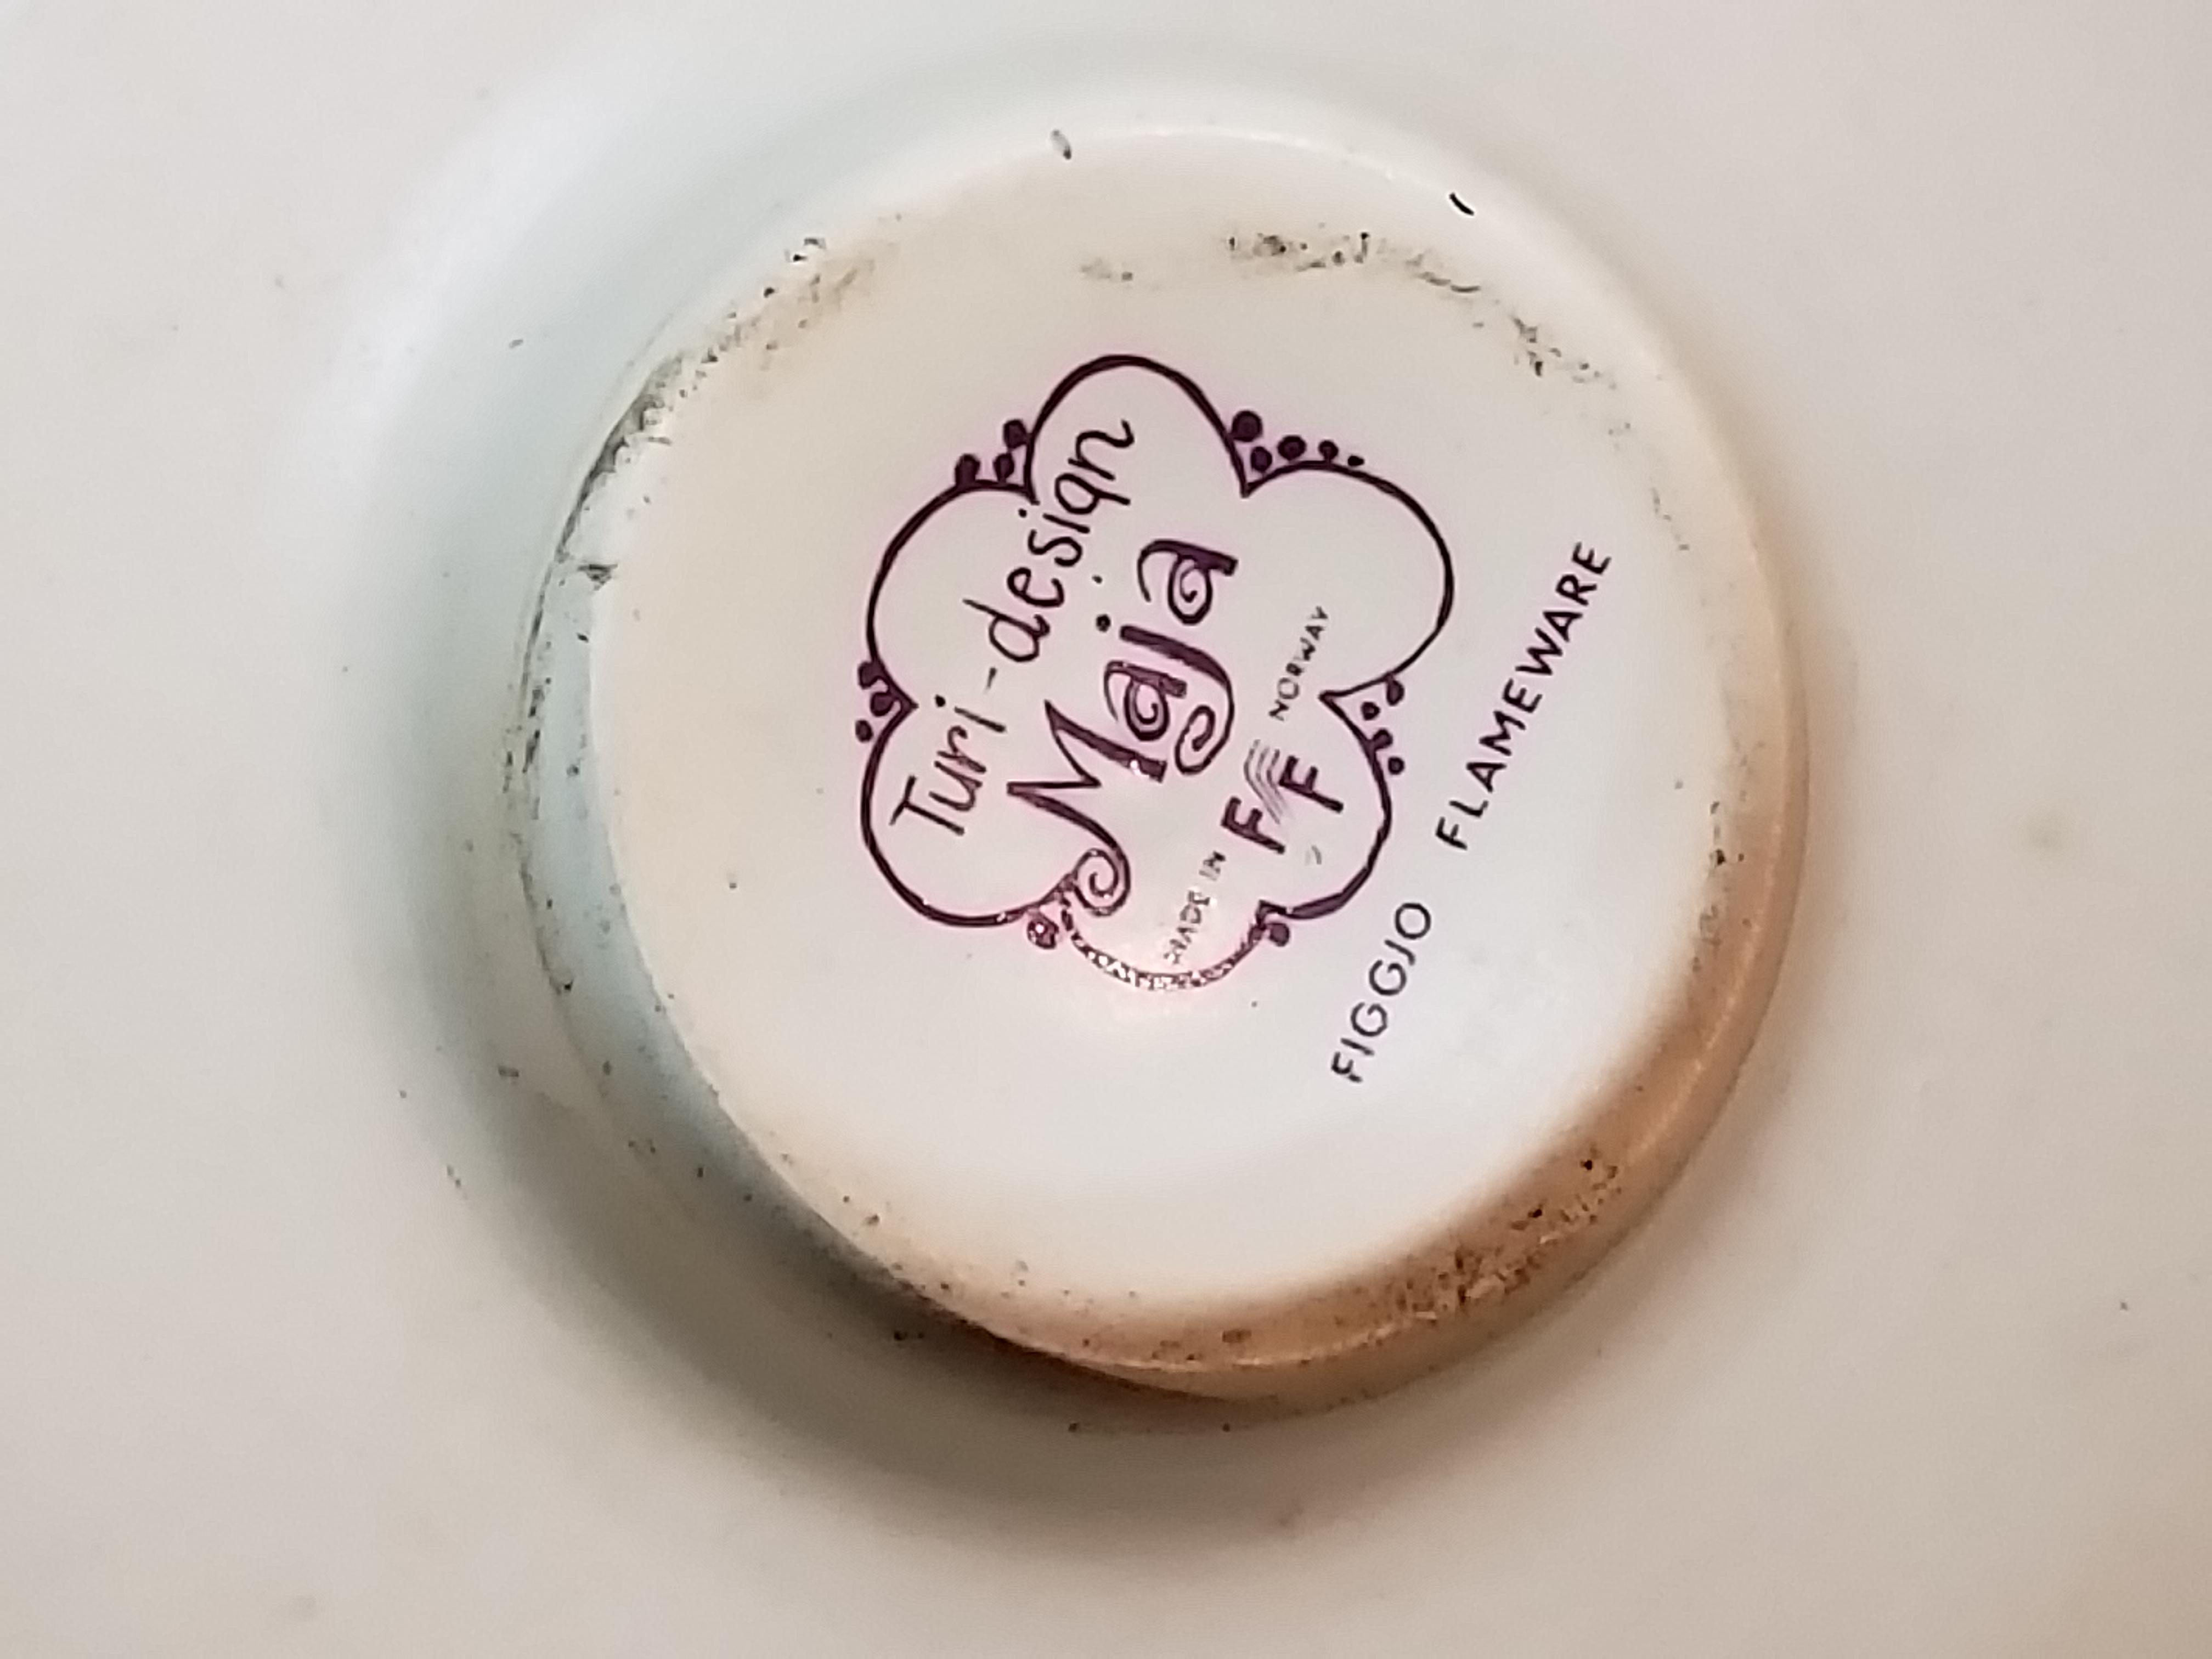 Turi-design
Maja
MADE IN FF NORWAY
FIGGJO FLAMEWARE